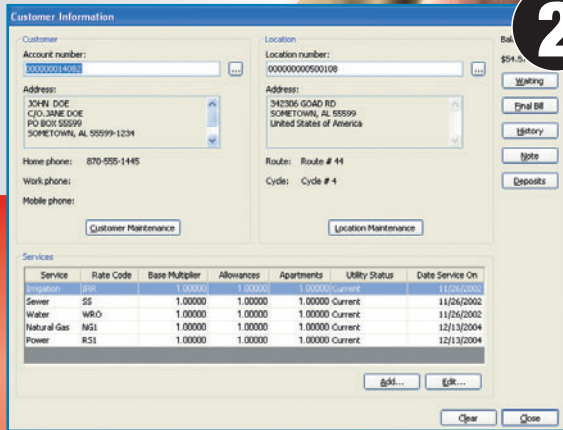 Customer Information
2
Customer
Account number:
000000014082
...
Address:
JOHN DOE
C/O.JANE DOE
PO BOX 55599
SOMETOWN, AL 55599-1234
Home phone: 870-555-1445
Work phone:
Mobile phone:
Customer Maintenance
Location
Location number:
000000000500108
...
Address:
342306 GOAD RD
SOMETOWN, AL 55599
United States of America
Route: Route # 44
Cycle: Cycle # 4
Location Maintenance
Bal
$54.5
Waiting
Final Bill
History
Note
Deposits
Services
Service Rate Code Base Multiplier Allowances Apartments Utility Status Date Service On
Irrigation IRR 1.00000 1.00000 1.00000 Current 11/26/2002
Sewer SS 1.00000 1.00000 1.00000 Current 11/26/2002
Water WRO 1.00000 1.00000 1.00000 Current 11/26/2002
Natural Gas NG1 1.00000 1.00000 1.00000 Current 12/13/2004
Power RS1 1.00000 1.00000 1.00000 Current 12/13/2004
Add... Edit...
Clear Close